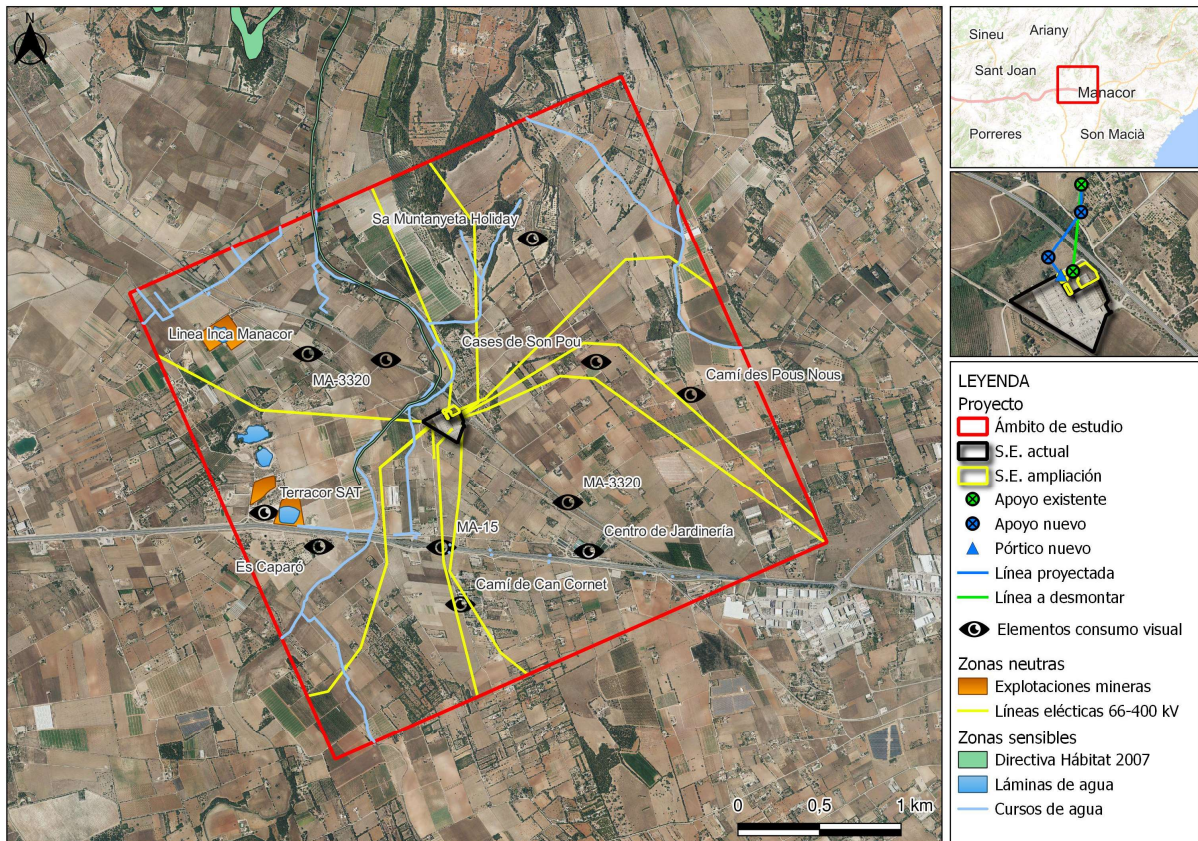 N
Sa Muntanyeta Holiday
Linea Inca Manacor
Cases de Son Pou
MA-3320
Camí des Pous Nous
Terracor SAT
MA-3320
MA-15
Centro de Jardinería
És Caparó
Camí de Can Cornet
0 0,5 1 km
Sineu
Ariany
Sant Joan
Manacor
Porreres
Son Macià
LEYENDA
Proyecto
Ámbito de estudio
S.E. actual
S.E. ampliación
Apoyo existente
Apoyo nuevo
Pórtico nuevo
Línea proyectada
Línea a desmontar
Elementos consumo visual
Zonas neutras
Explotaciones mineras
Líneas elécticas 66-400 kV
Zonas sensibles
Directiva Hábitat 2007
Láminas de agua
Cursos de agua